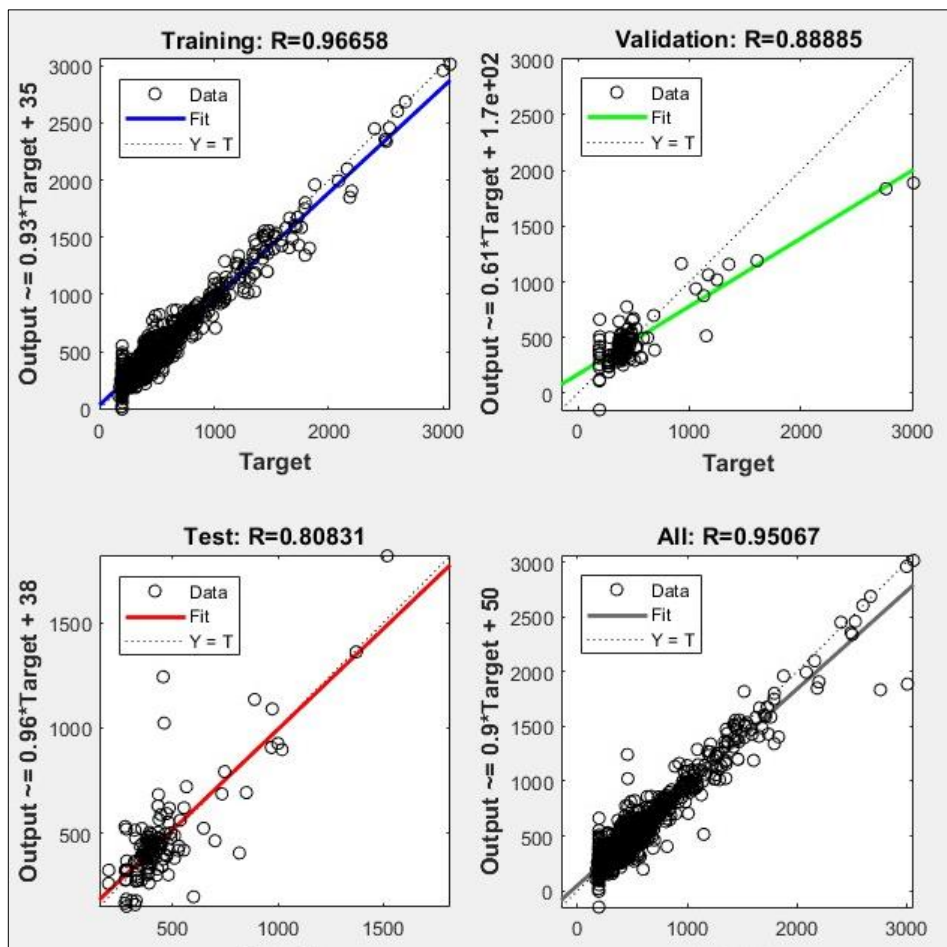 Training: R=0.96658
Output ~= 0.93*Target + 35
3000
2500
2000
1500
1000
500
0
Data
Fit
Y = T
0
1000
2000
3000
Target
Validation: R=0.88885
Output ~= 0.61*Target + 1.7e+02
3000
2500
2000
1500
1000
500
0
Data
Fit
Y = T
0
1000
2000
3000
Target
Test: R=0.80831
Output ~= 0.96*Target + 38
1500
1000
500
Data
Fit
Y = T
500
1000
1500
All: R=0.95067
Output ~= 0.9*Target + 50
3000
2500
2000
1500
1000
500
0
Data
Fit
Y = T
0
1000
2000
3000